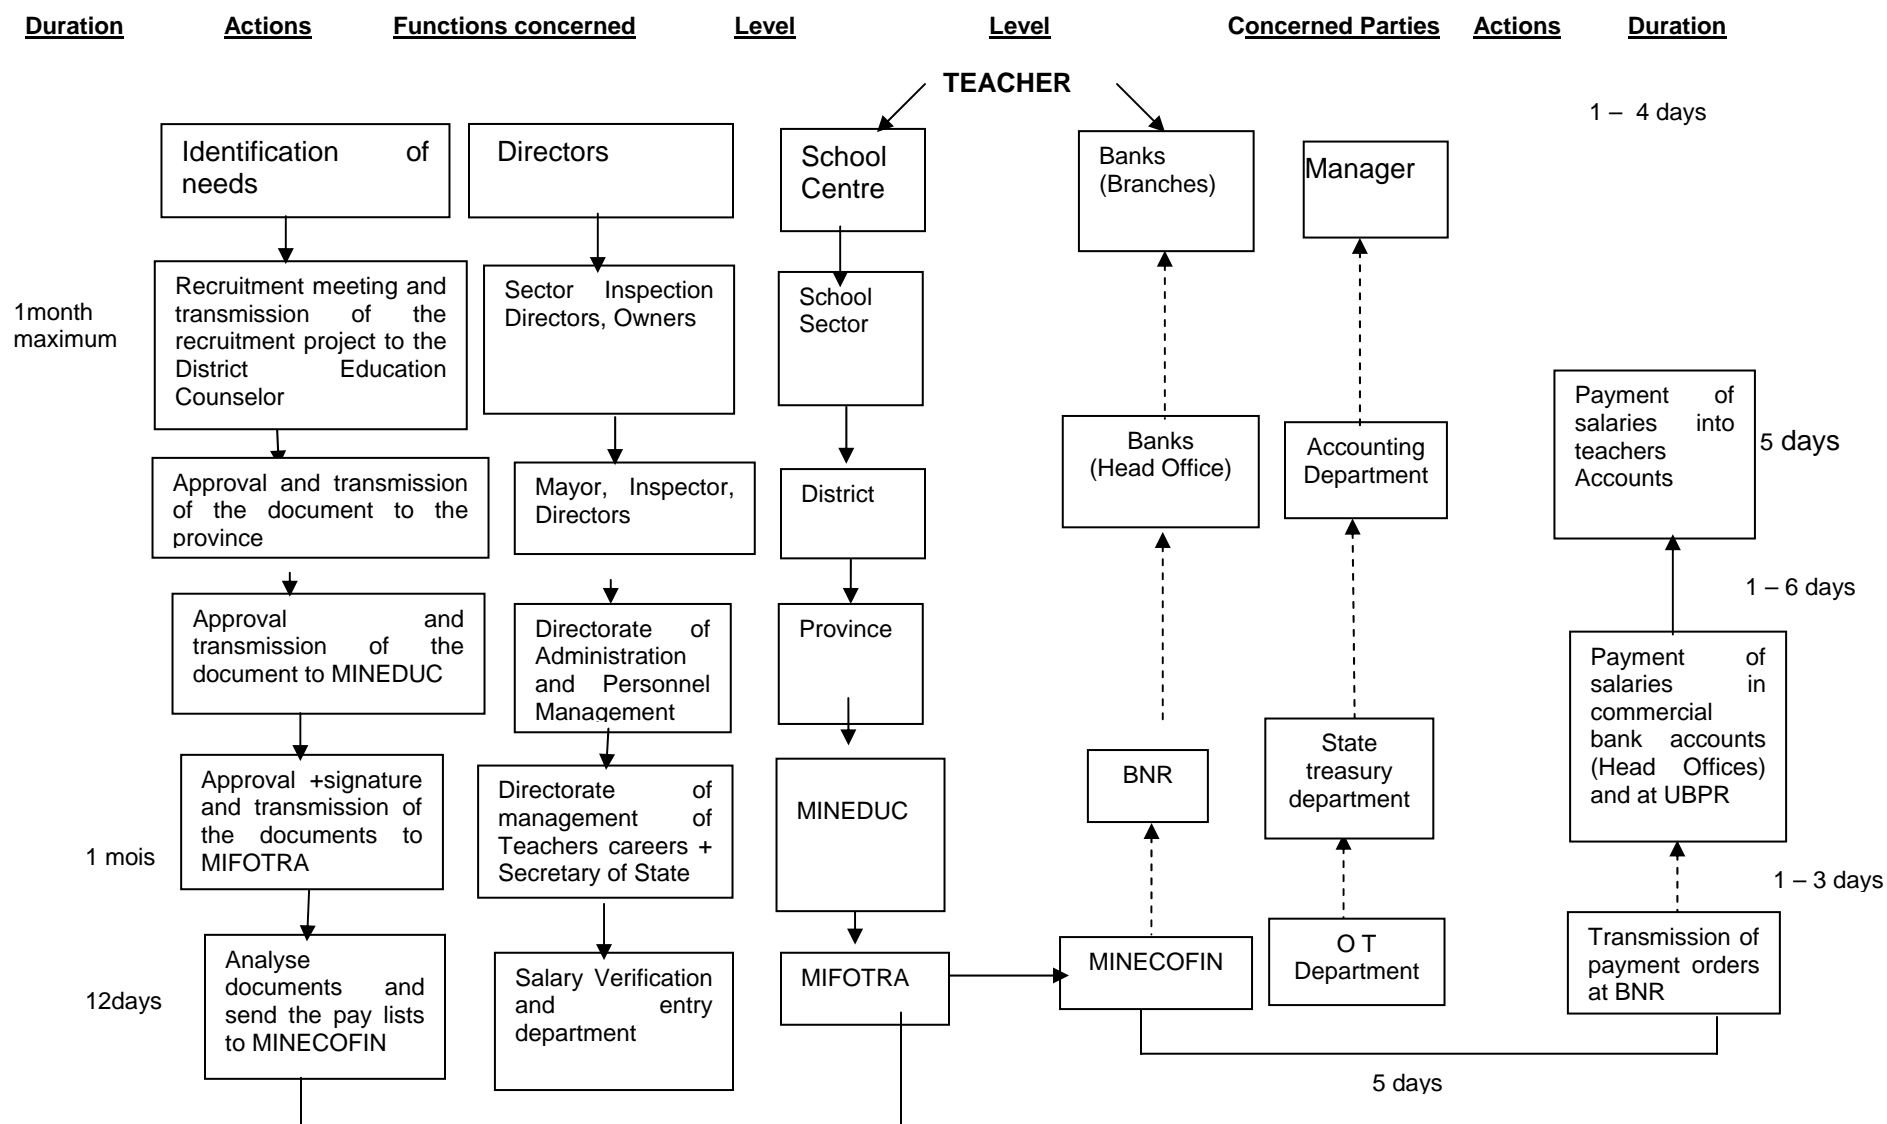 Duration Actions Functions concerned Level Level Concerned Parties Actions Duration
TEACHER
1 – 4 days
Identification of
needs
Directors
School
Centre
Banks
(Branches)
Manager
1month
maximum
Recruitment meeting and
transmission of the
recruitment project to the
District Education
Counselor
Sector Inspection
Directors, Owners
School
Sector
Banks
(Head Office)
Accounting
Department
Payment of
salaries into
teachers
Accounts
5 days
Approval and transmission
of the document to the
province
Mayor, Inspector,
Directors
District
1 – 6 days
Approval and
transmission of the
document to MINEDUC
Directorate of
Administration
and Personnel
Management
Province
BNR
State
treasury
department
Payment of
salaries in
commercial
bank accounts
(Head Offices)
and at UBPR
1 mois
Approval +signature
and transmission of
the documents to
MIFOTRA
Directorate of
management of
Teachers careers +
Secretary of State
MINEDUC
1 – 3 days
12days
Analyse
documents and
send the pay lists
to MINECOFIN
Salary Verification
and entry
department
MIFOTRA
MINECOFIN
O T
Department
Transmission of
payment orders
at BNR
5 days